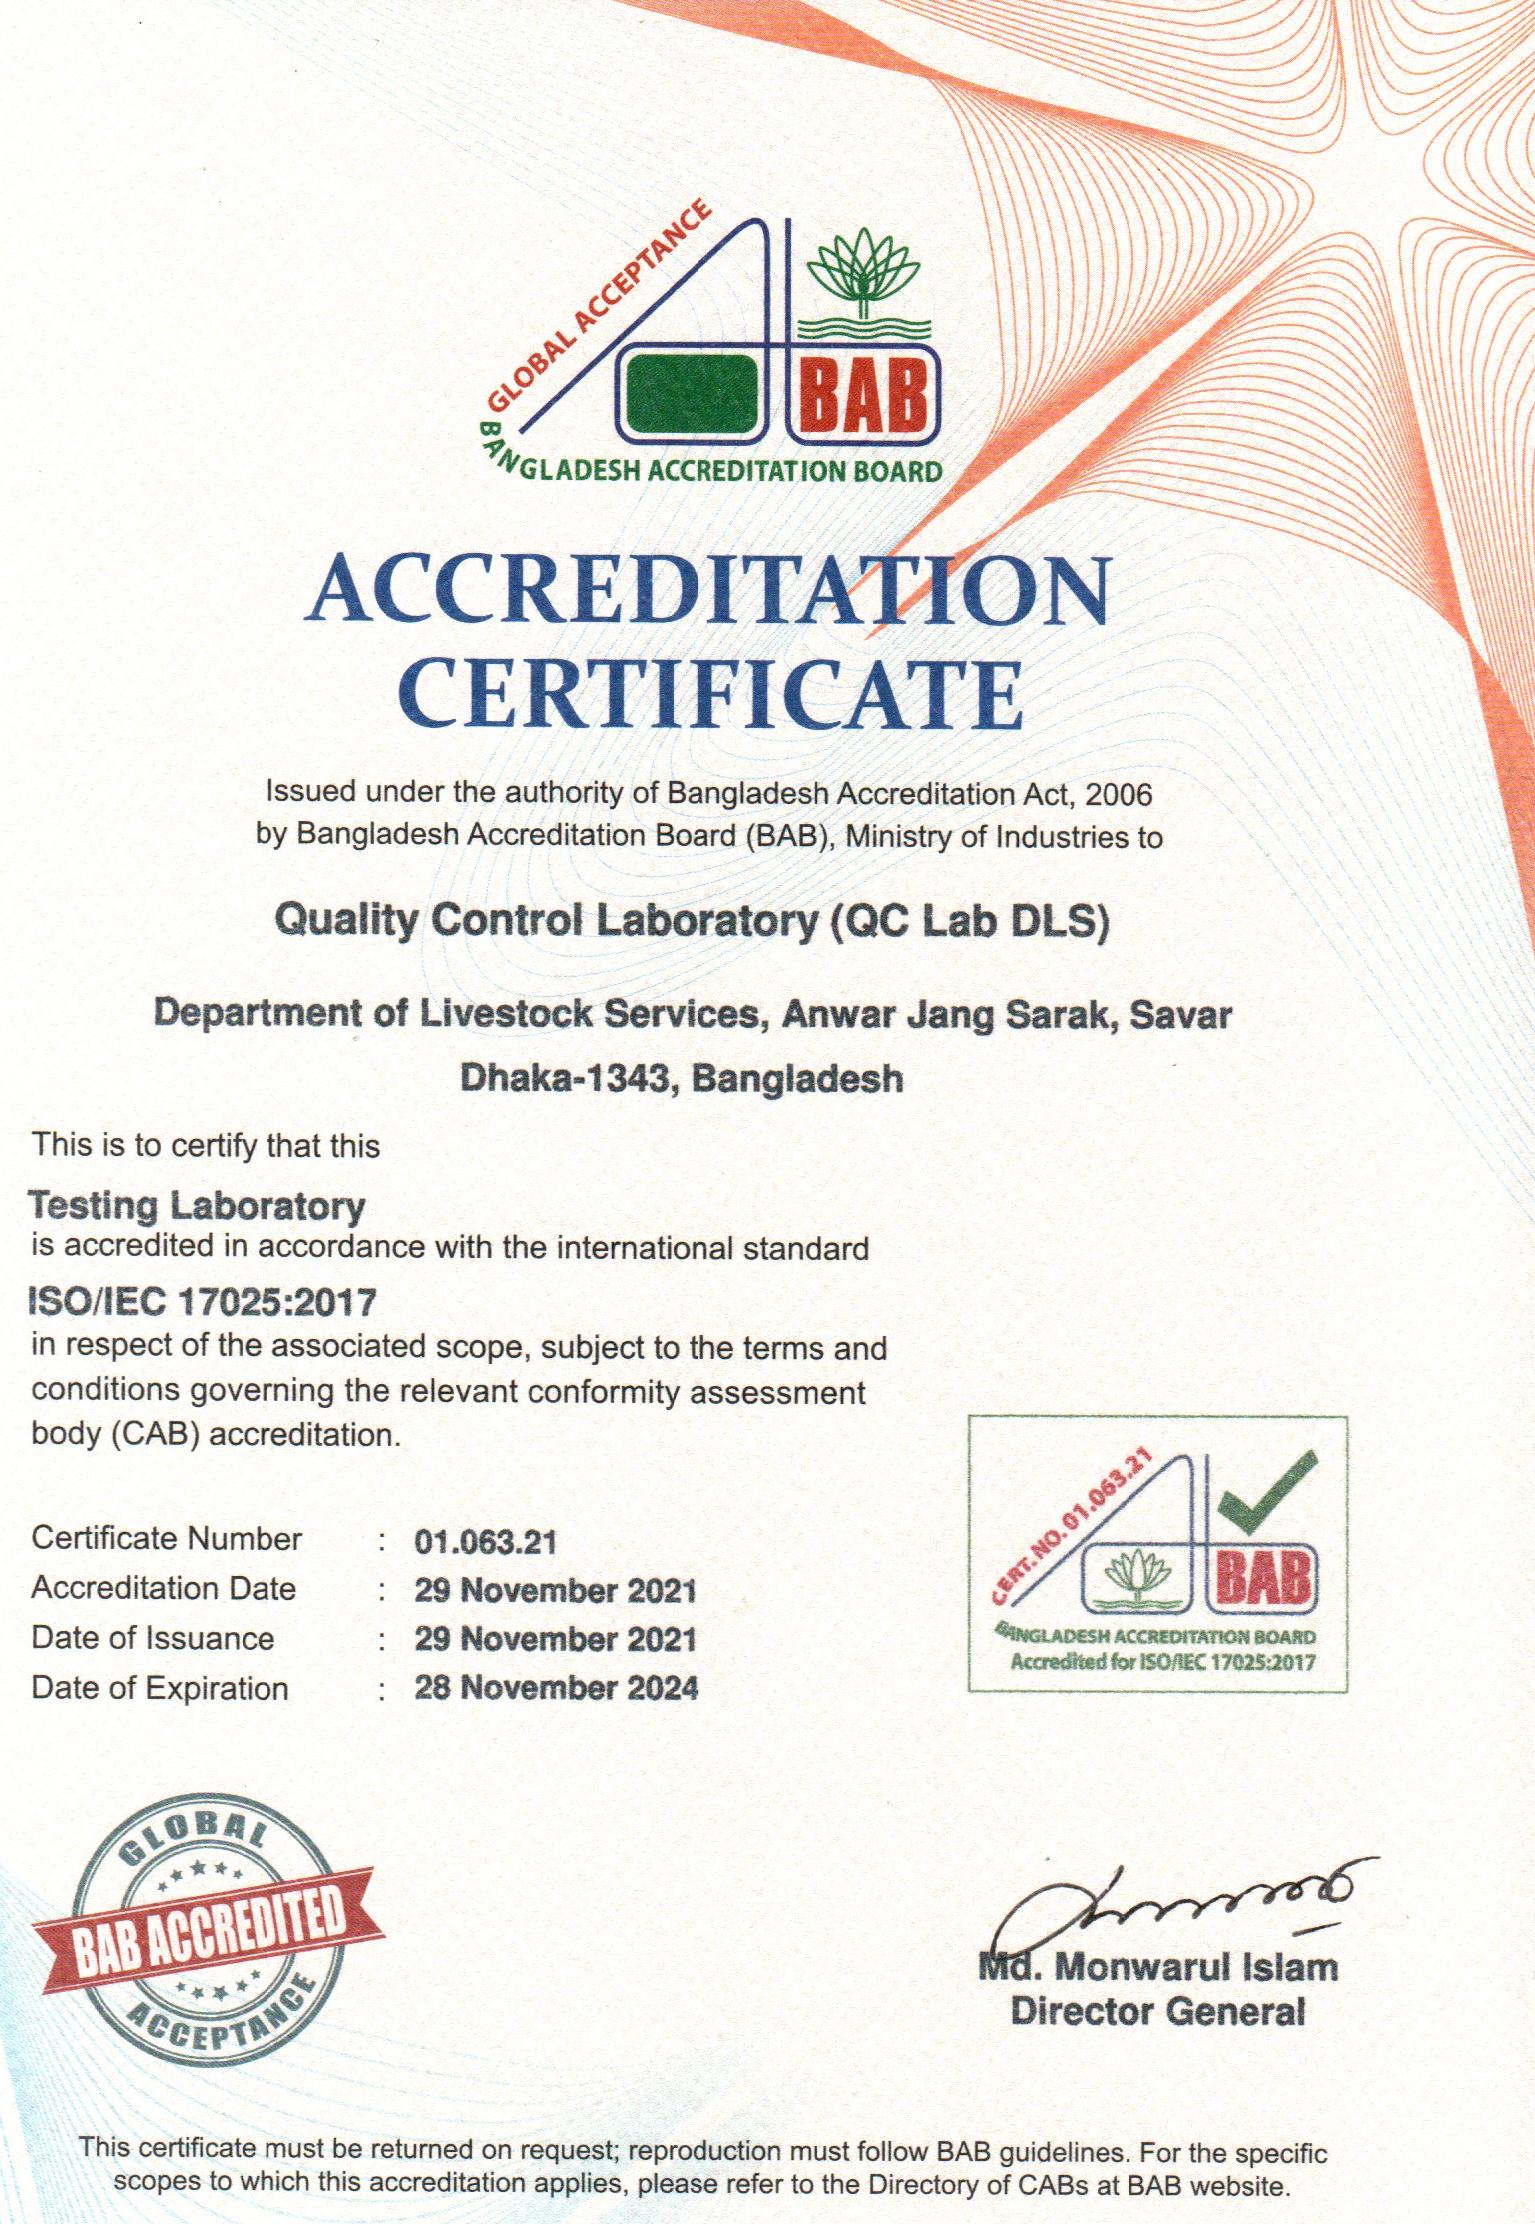 GLOBAL ACCEPTANCE
BAB
BANGLADESH ACCREDITATION BOARD
ACCREDITATION
CERTIFICATE
Issued under the authority of Bangladesh Accreditation Act, 2006
by Bangladesh Accreditation Board (BAB), Ministry of Industries to
Quality Control Laboratory (QC Lab DLS)
Department of Livestock Services, Anwar Jang Sarak, Savar
Dhaka-1343, Bangladesh
This is to certify that this
Testing Laboratory
is accredited in accordance with the international standard
ISO/IEC 17025:2017
in respect of the associated scope, subject to the terms and
conditions governing the relevant conformity assessment
body (CAB) accreditation.
Certificate Number : 01.063.21
Accreditation Date : 29 November 2021
Date of Issuance : 29 November 2021
Date of Expiration : 28 November 2024
CERT. NO. 01.063.21
BAB
BANGLADESH ACCREDITATION BOARD
Accredited for ISO/IEC 17025:2017
GLOBAL
BAB ACCREDITED
ACCEPTANCE
Md. Monwarul Islam
Director General
This certificate must be returned on request; reproduction must follow BAB guidelines. For the specific
scopes to which this accreditation applies, please refer to the Directory of CABs at BAB website.